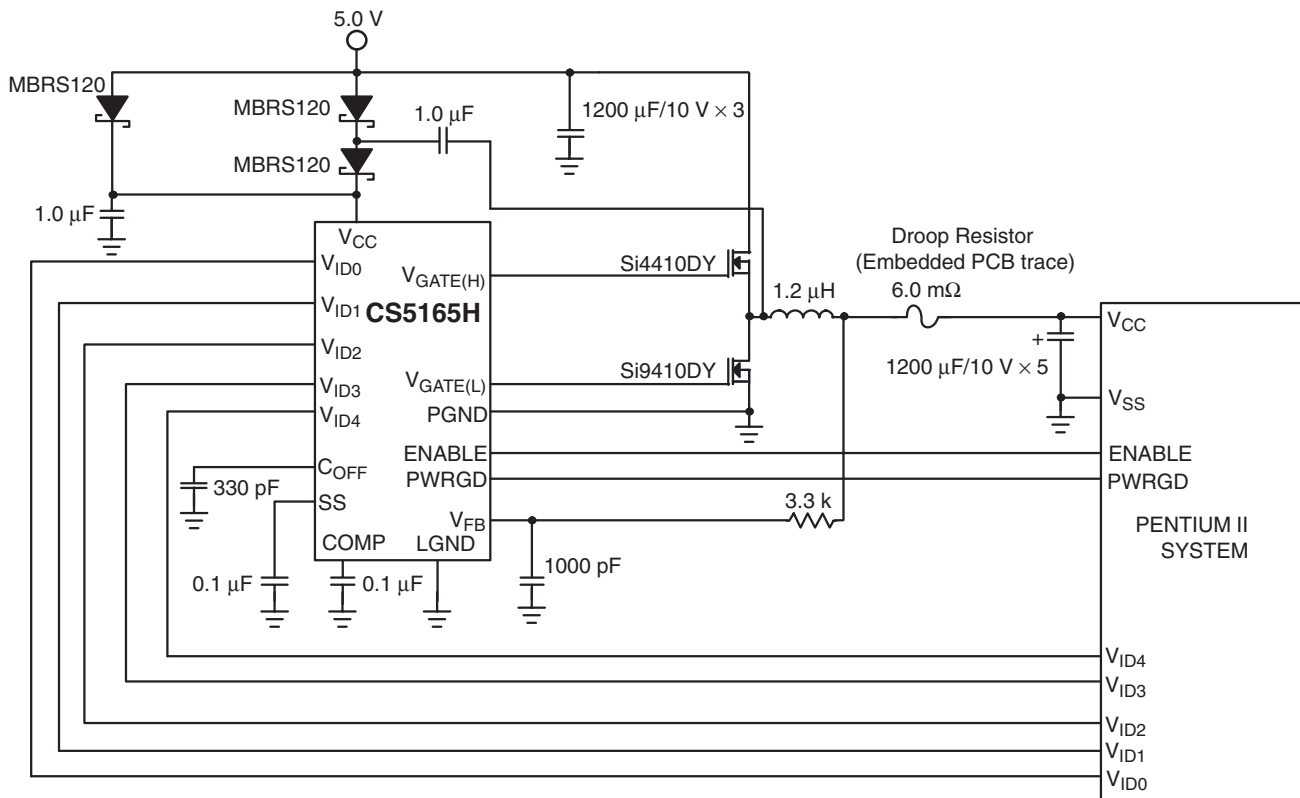 5.0 V
MBRS120
MBRS120
1.0 μF
1200 μF/10 V × 3
MBRS120
1.0 μF
VCC
VID0
VGATE(H)
Si4410DY
Droop Resistor
(Embedded PCB trace)
6.0 mΩ
1.2 μH
VID1
CS5165H
VCC
+
1200 μF/10 V × 5
VID2
VID3
VGATE(L)
Si9410DY
VID4
PGND
VSS
ENABLE
ENABLE
COFF
PWRGD
PWRGD
330 pF
SS
3.3 k
VFB
PENTIUM II
SYSTEM
COMP
LGND
0.1 μF
0.1 μF
1000 pF
VID4
VID3
VID2
VID1
VID0